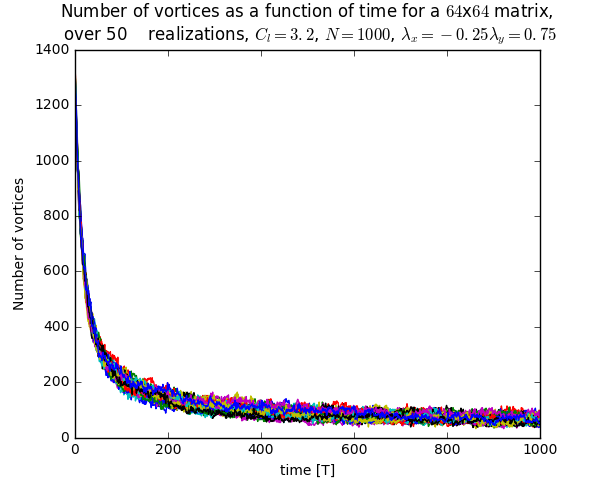 Number of vortices as a function of time for a 64x64 matrix,
over 50    realizations, C_l = 3.2, N = 1000, λ_x = −0.25λ_y = 0.75
1400
1200
1000
800
600
400
200
0
Number of vortices
0 200 400 600 800 1000
time [T]